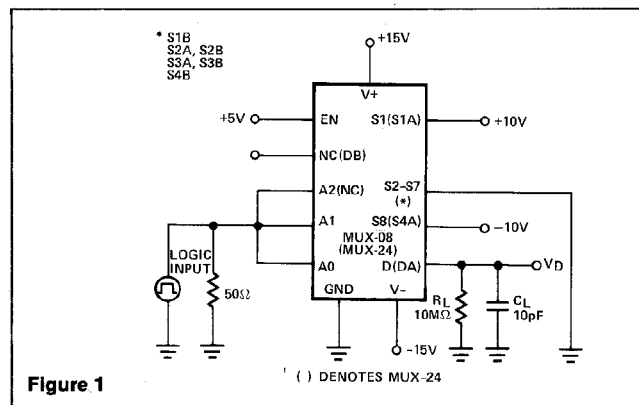 * S1B
S2A, S2B
S3A, S3B
S4B
+15V
V+
+5V
EN
S1(S1A)
+10V
NC(DB)
A2(NC)
S2–S7
(*)
A1
S8(S4A)
-10V
LOGIC
INPUT
MUX-08
(MUX-24)
A0
D(DA)
VD
50Ω
GND
V–
RL
10MΩ
CL
10pF
-15V
( ) DENOTES MUX-24
Figure 1